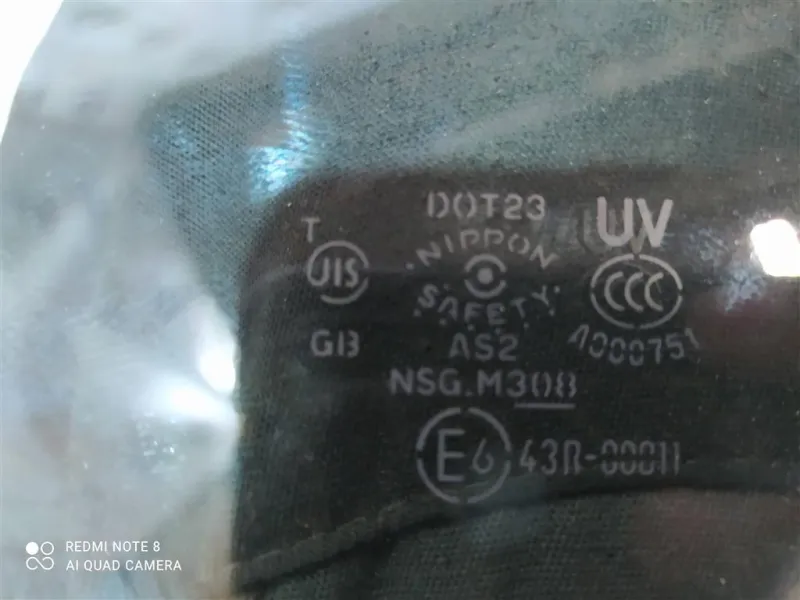 DOT23
UV
T
NIPPON
JIS
CCC
SAFETY
GB
AS2
A000751
NSG.M308
E6 43R-00011
REDMI NOTE 8
AI QUAD CAMERA